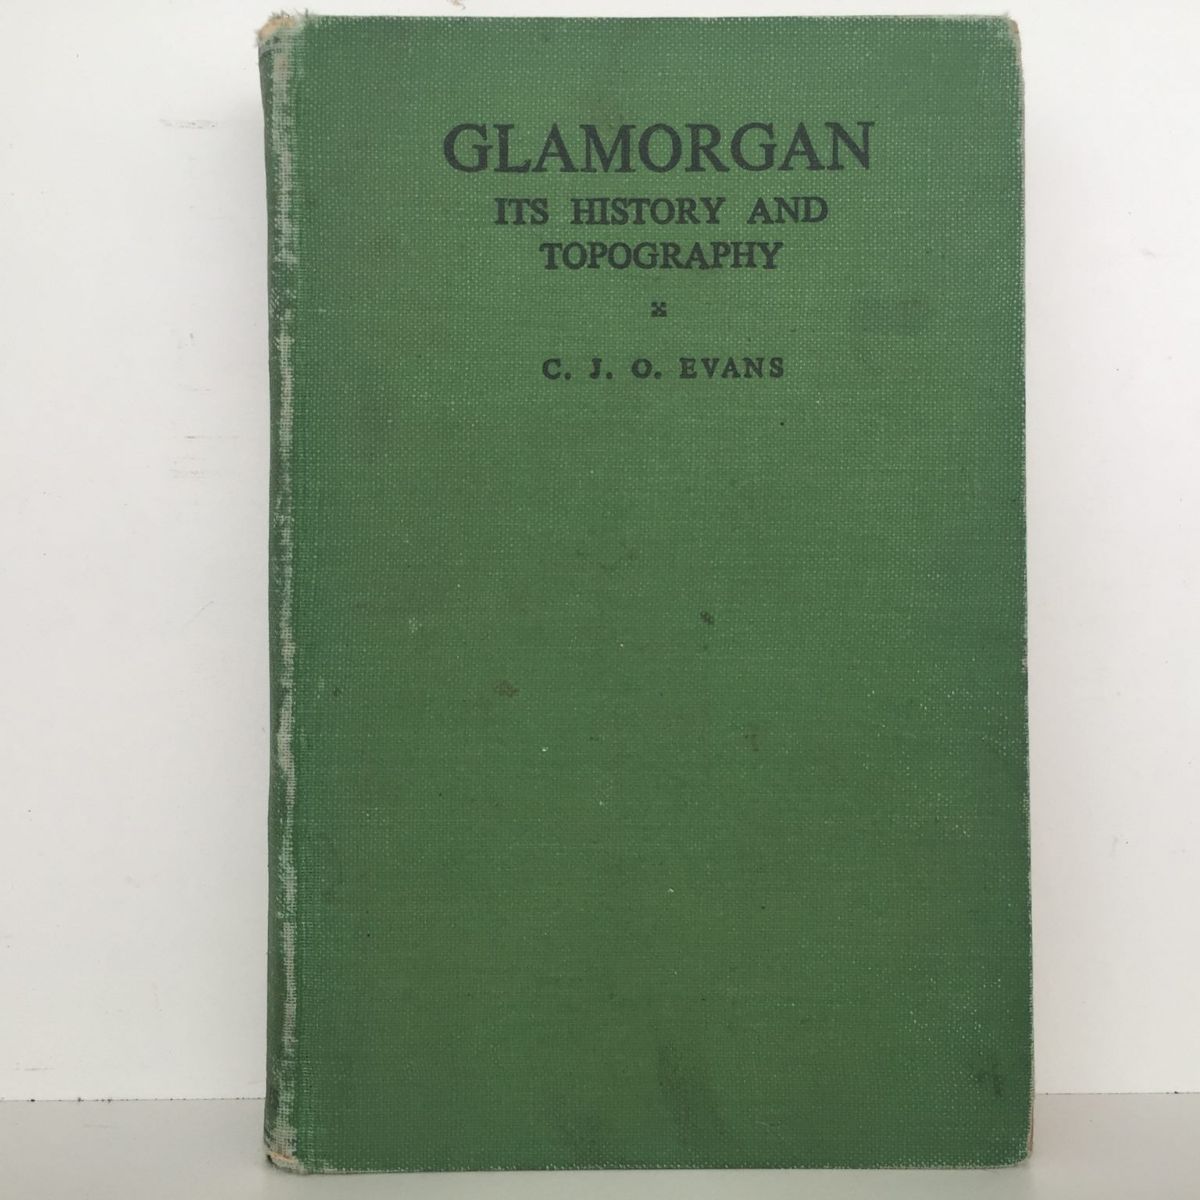 GLAMORGAN
ITS HISTORY AND
TOPOGRAPHY
C. J. O. EVANS